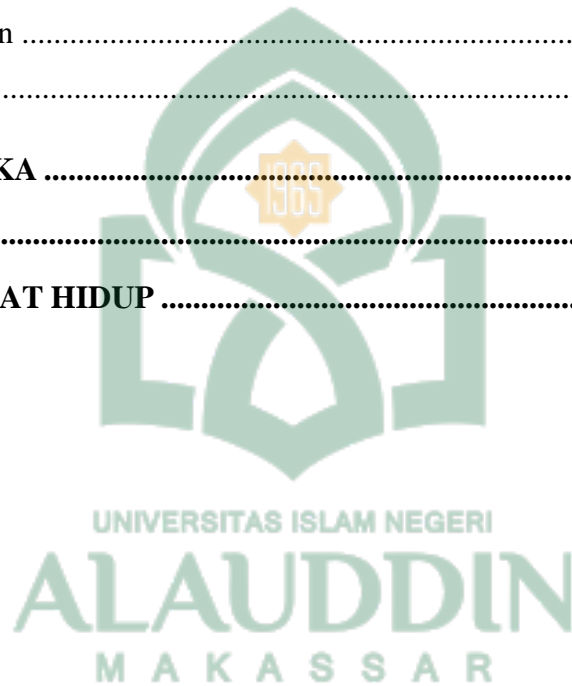 n ......................................................................
......................................................................
KA ..................................................................
1965
......................................................................
AT HIDUP ....................................................
UNIVERSITAS ISLAM NEGERI
ALAUDDIN
MAKASSAR